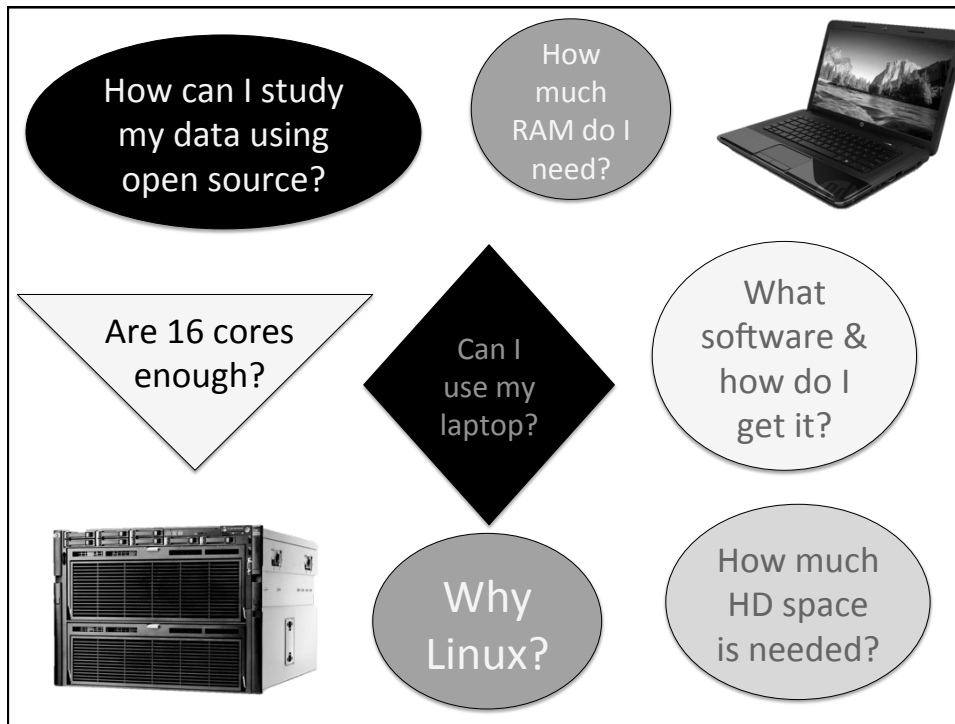 How can I study
my data using
open source?
How
much
RAM do I
need?
Are 16 cores
enough?
Can I
use my
laptop?
What
software &
how do I
get it?
Why
Linux?
How much
HD space
is needed?